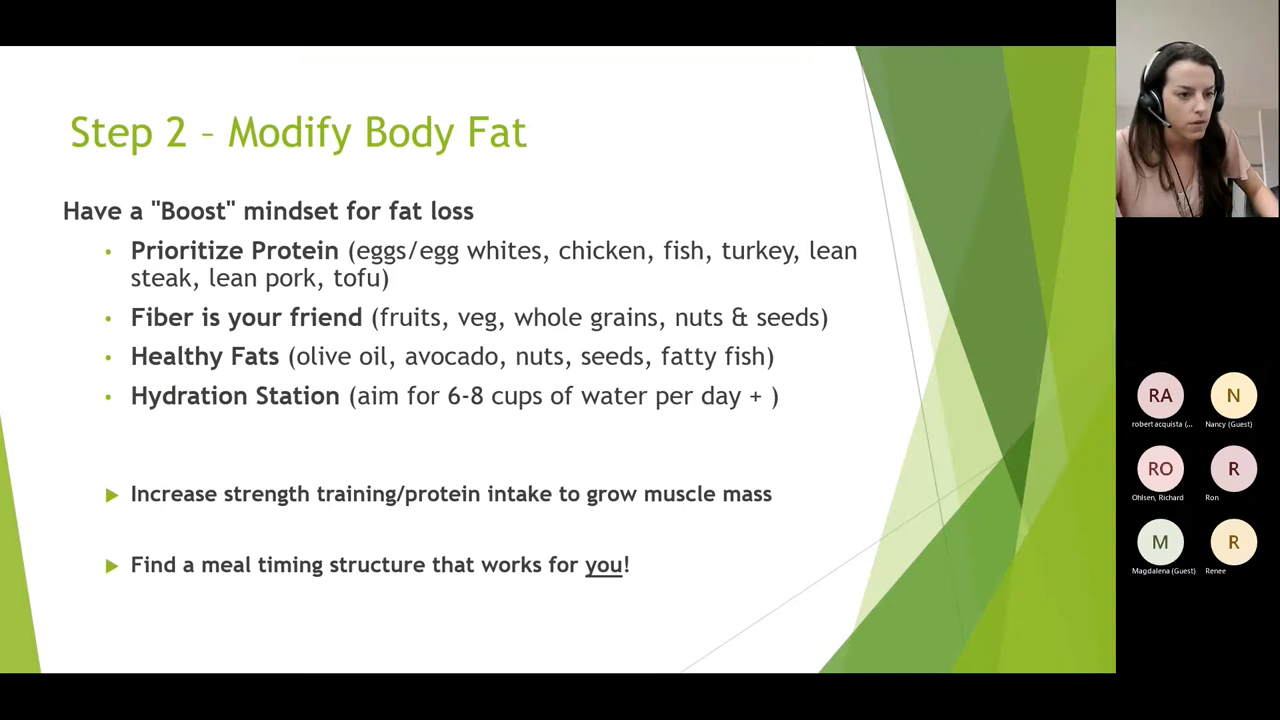 Step 2 – Modify Body Fat
Have a "Boost" mindset for fat loss
• Prioritize Protein (eggs/egg whites, chicken, fish, turkey, lean
steak, lean pork, tofu)
• Fiber is your friend (fruits, veg, whole grains, nuts & seeds)
• Healthy Fats (olive oil, avocado, nuts, seeds, fatty fish)
• Hydration Station (aim for 6-8 cups of water per day + )
Increase strength training/protein intake to grow muscle mass
Find a meal timing structure that works for you!
RA
N
robert acquista (...
Nancy (Guest)
RO
R
Ohlsen, Richard
Ron
M
R
Magdalena (Guest)
Renee